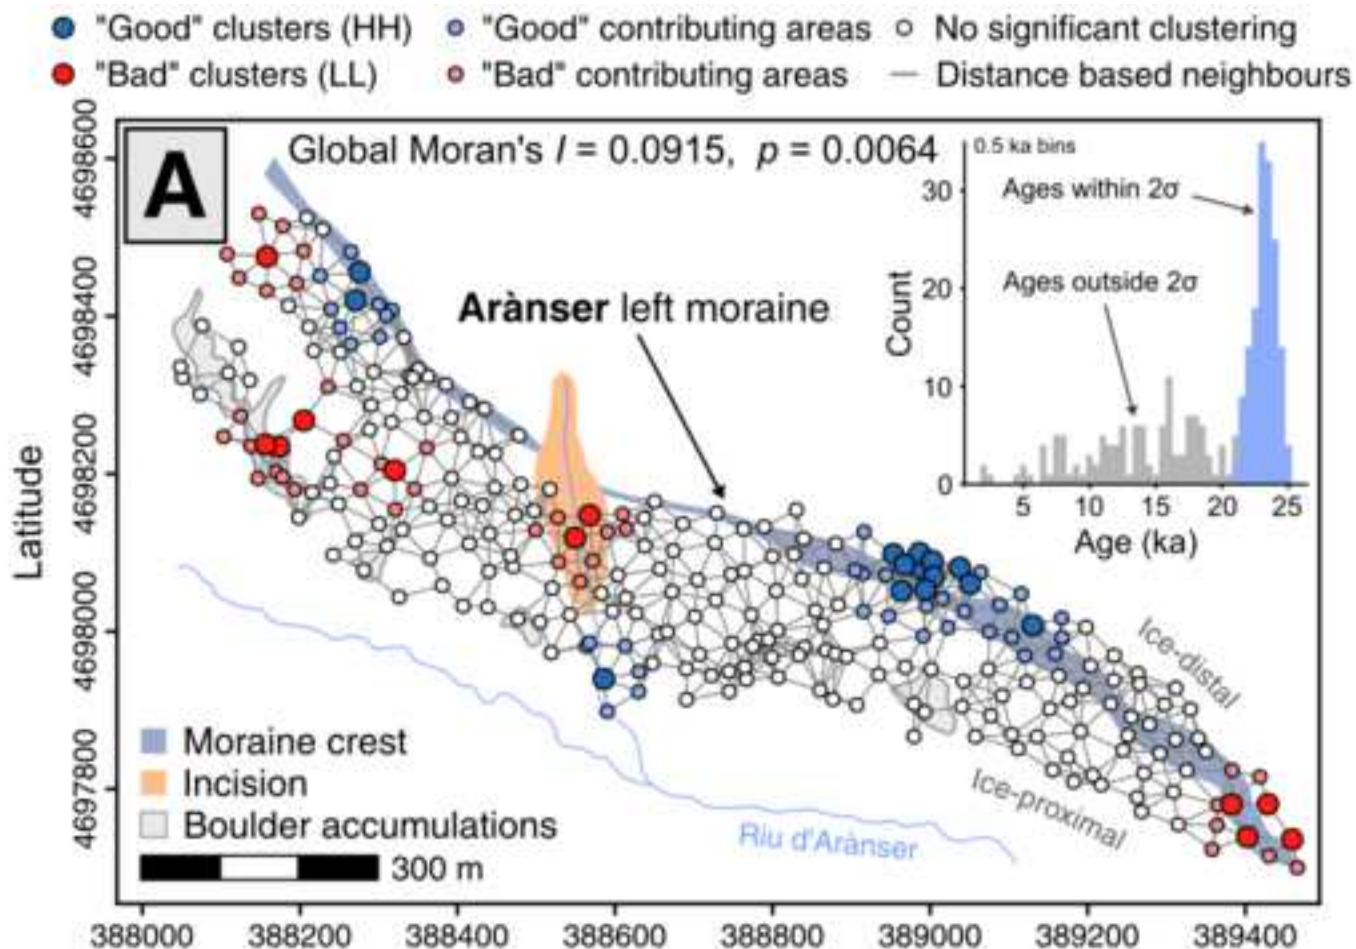 "Good" clusters (HH) "Good" contributing areas No significant clustering
"Bad" clusters (LL) "Bad" contributing areas Distance based neighbours
A
Global Moran's I = 0.0915, p = 0.0064
0.5 ka bins
Ages within 2σ
Ages outside 2σ
Count
30
20
10
0
5 10 15 20 25
Age (ka)
Arànser left moraine
Latitude
4698600
4698400
4698200
4698000
4697800
Ice-distal
Ice-proximal
Riu d'Arànser
Moraine crest
Incision
Boulder accumulations
300 m
388000 388200 388400 388600 388800 389000 389200 389400